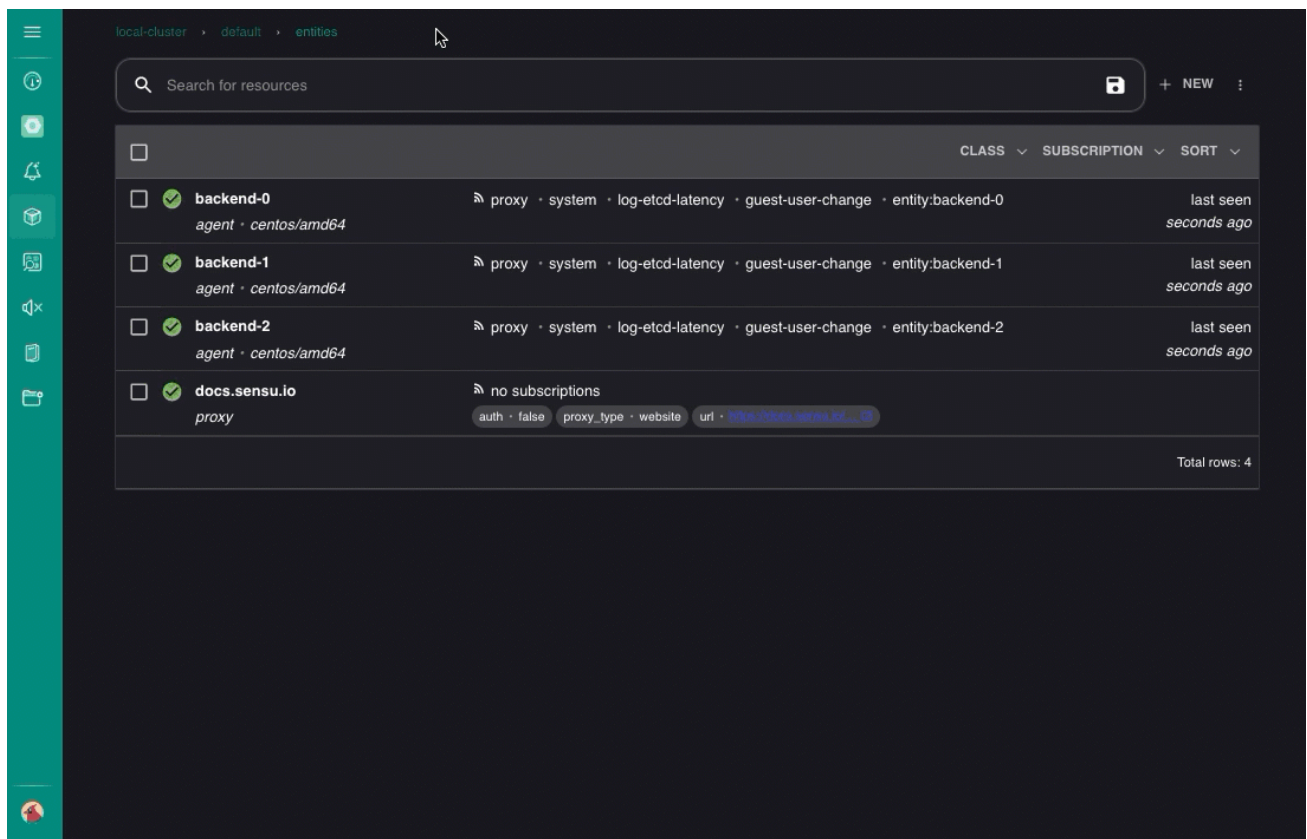 local-cluster › default › entities
Search for resources
+ NEW
CLASS SUBSCRIPTION SORT
backend-0 proxy · system · log-etcd-latency · guest-user-change · entity:backend-0 last seen
agent · centos/amd64 seconds ago
backend-1 proxy · system · log-etcd-latency · guest-user-change · entity:backend-1 last seen
agent · centos/amd64 seconds ago
backend-2 proxy · system · log-etcd-latency · guest-user-change · entity:backend-2 last seen
agent · centos/amd64 seconds ago
docs.sensu.io no subscriptions
proxy auth · false proxy_type · website url · https://docs.sensu.io/...
Total rows: 4